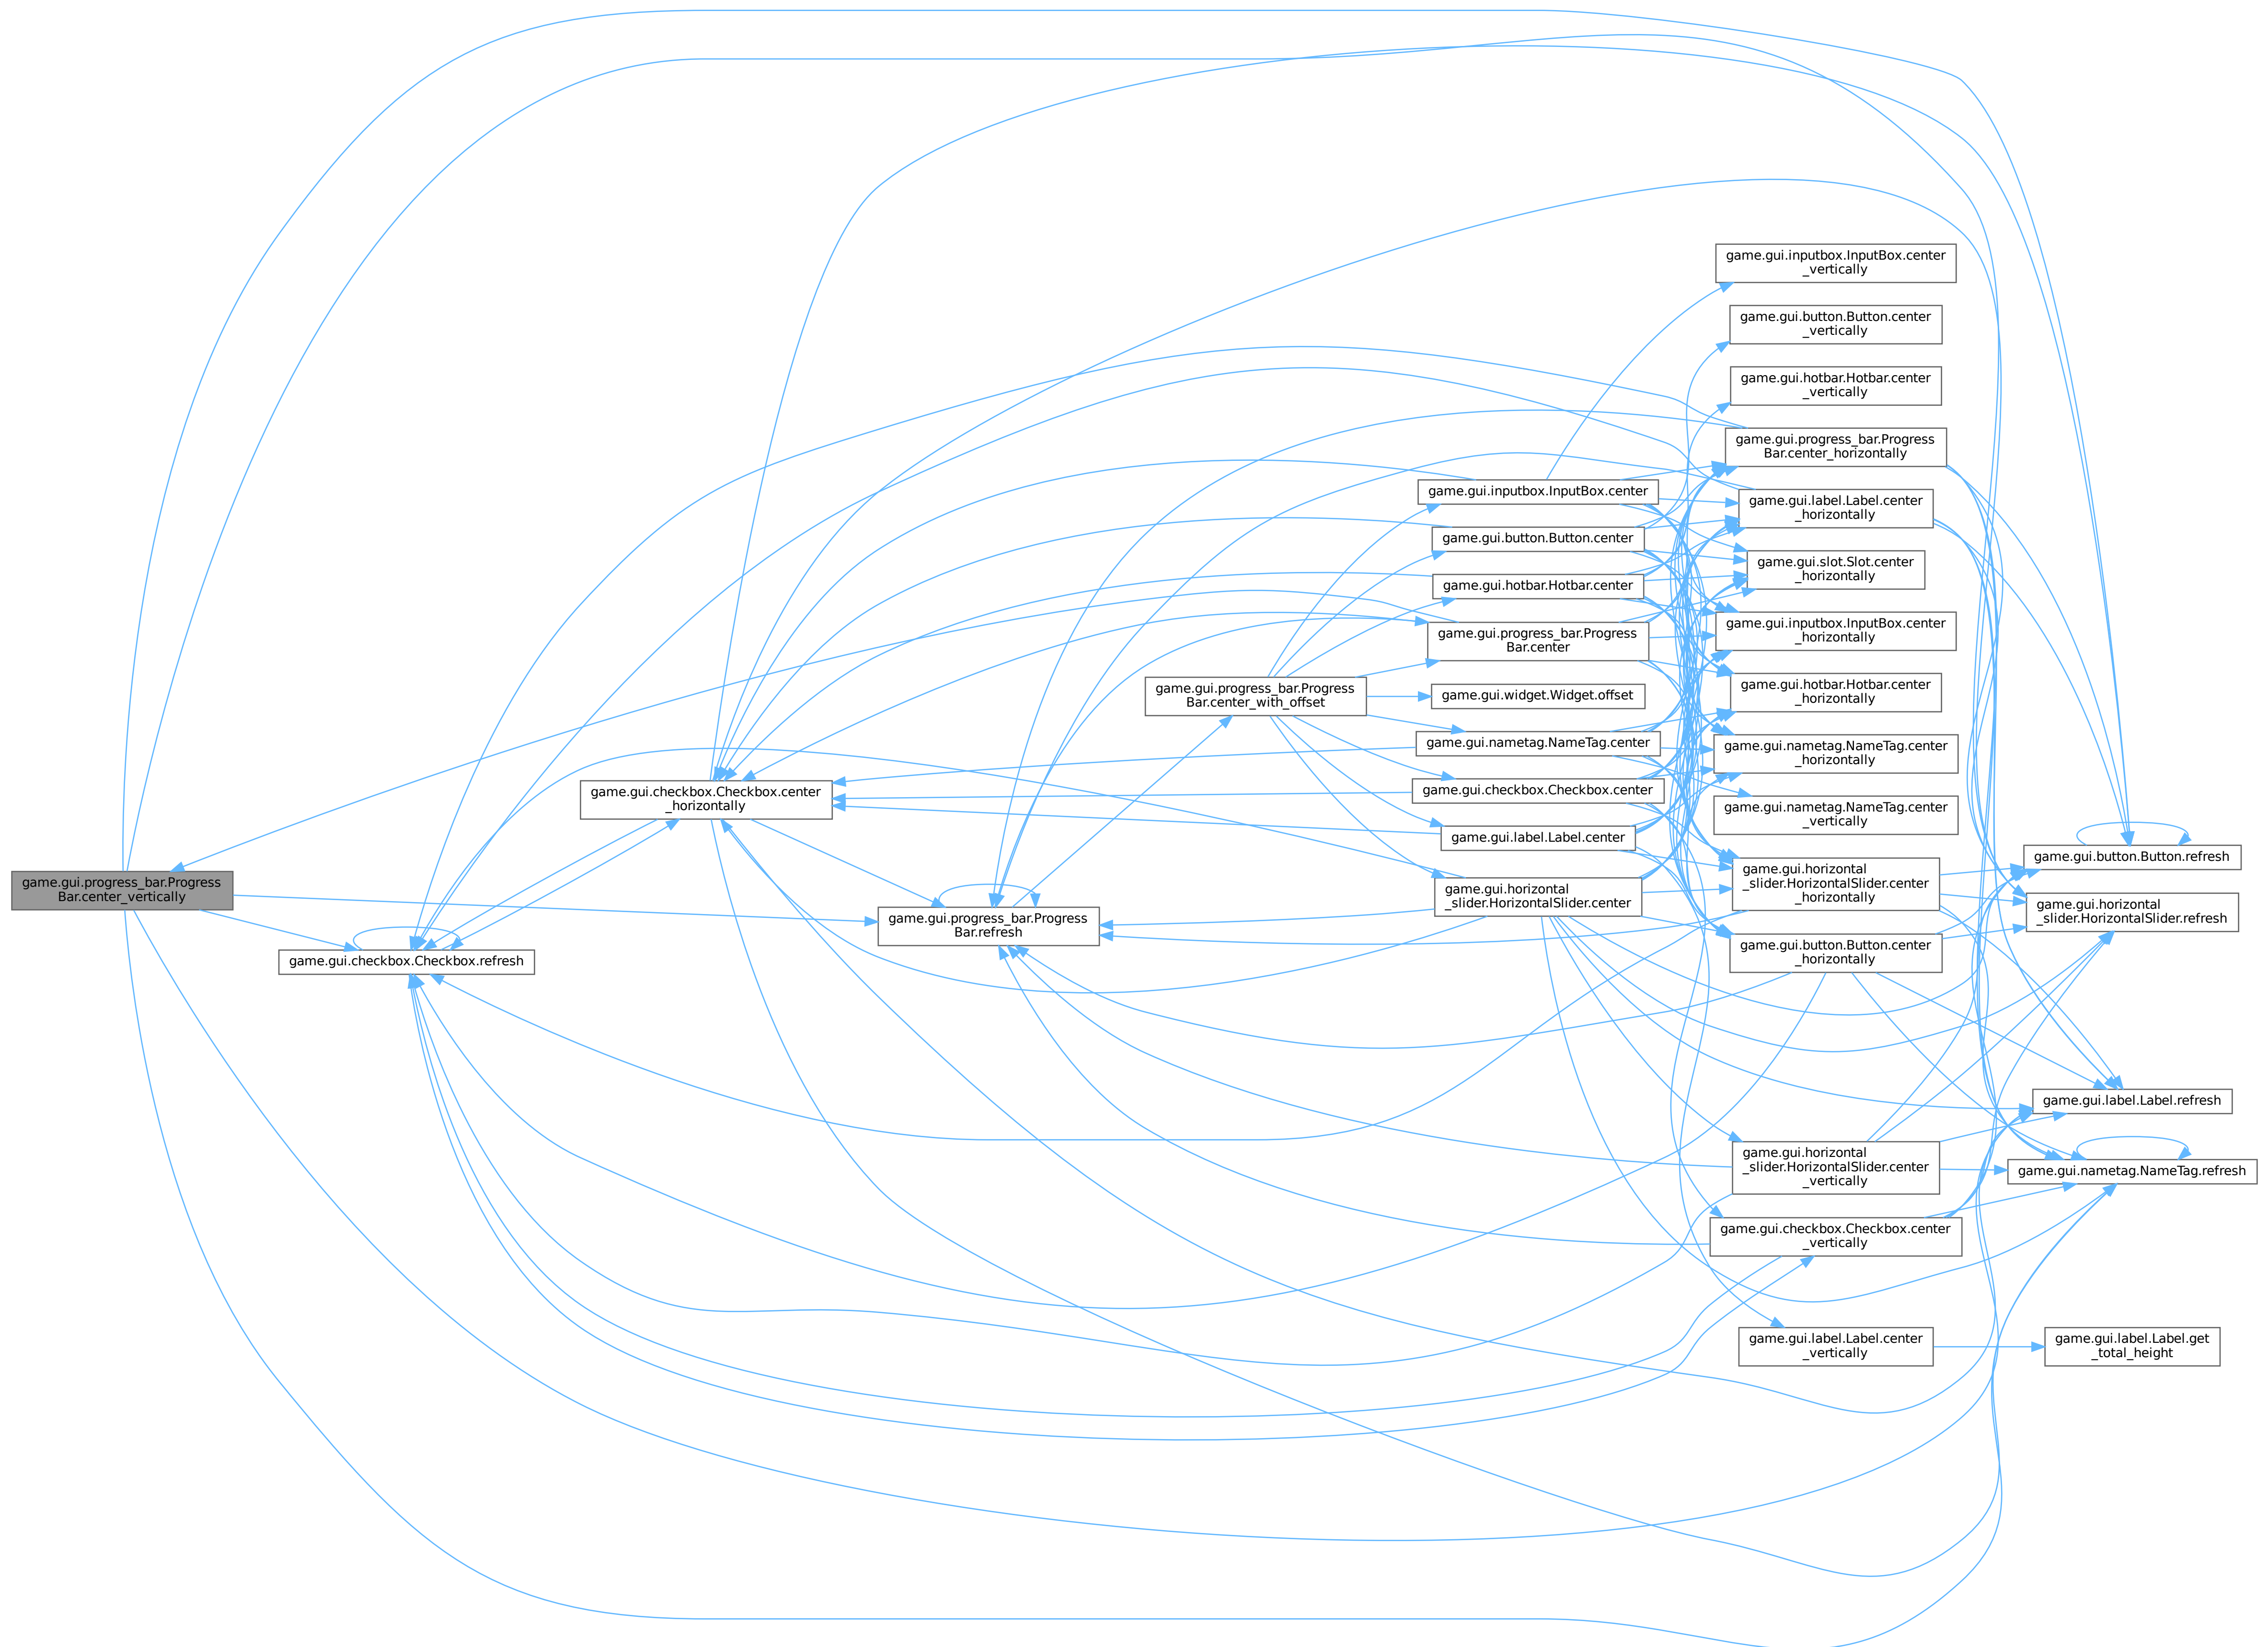 game.gui.progress_bar.Progress
Bar.center_vertically
game.gui.checkbox.Checkbox.refresh
game.gui.checkbox.Checkbox.center
_horizontally
game.gui.progress_bar.Progress
Bar.refresh
game.gui.progress_bar.Progress
Bar.center_with_offset
game.gui.inputbox.InputBox.center
game.gui.button.Button.center
game.gui.hotbar.Hotbar.center
game.gui.progress_bar.Progress
Bar.center
game.gui.widget.Widget.offset
game.gui.nametag.NameTag.center
game.gui.checkbox.Checkbox.center
game.gui.label.Label.center
game.gui.horizontal
_slider.HorizontalSlider.center
game.gui.inputbox.InputBox.center
_vertically
game.gui.button.Button.center
_vertically
game.gui.hotbar.Hotbar.center
_vertically
game.gui.progress_bar.Progress
Bar.center_horizontally
game.gui.label.Label.center
_horizontally
game.gui.slot.Slot.center
_horizontally
game.gui.inputbox.InputBox.center
_horizontally
game.gui.hotbar.Hotbar.center
_horizontally
game.gui.nametag.NameTag.center
_horizontally
game.gui.nametag.NameTag.center
_vertically
game.gui.horizontal
_slider.HorizontalSlider.center
_horizontally
game.gui.button.Button.center
_horizontally
game.gui.horizontal
_slider.HorizontalSlider.center
_vertically
game.gui.checkbox.Checkbox.center
_vertically
game.gui.label.Label.center
_vertically
game.gui.button.Button.refresh
game.gui.horizontal
_slider.HorizontalSlider.refresh
game.gui.label.Label.refresh
game.gui.nametag.NameTag.refresh
game.gui.label.Label.get
_total_height